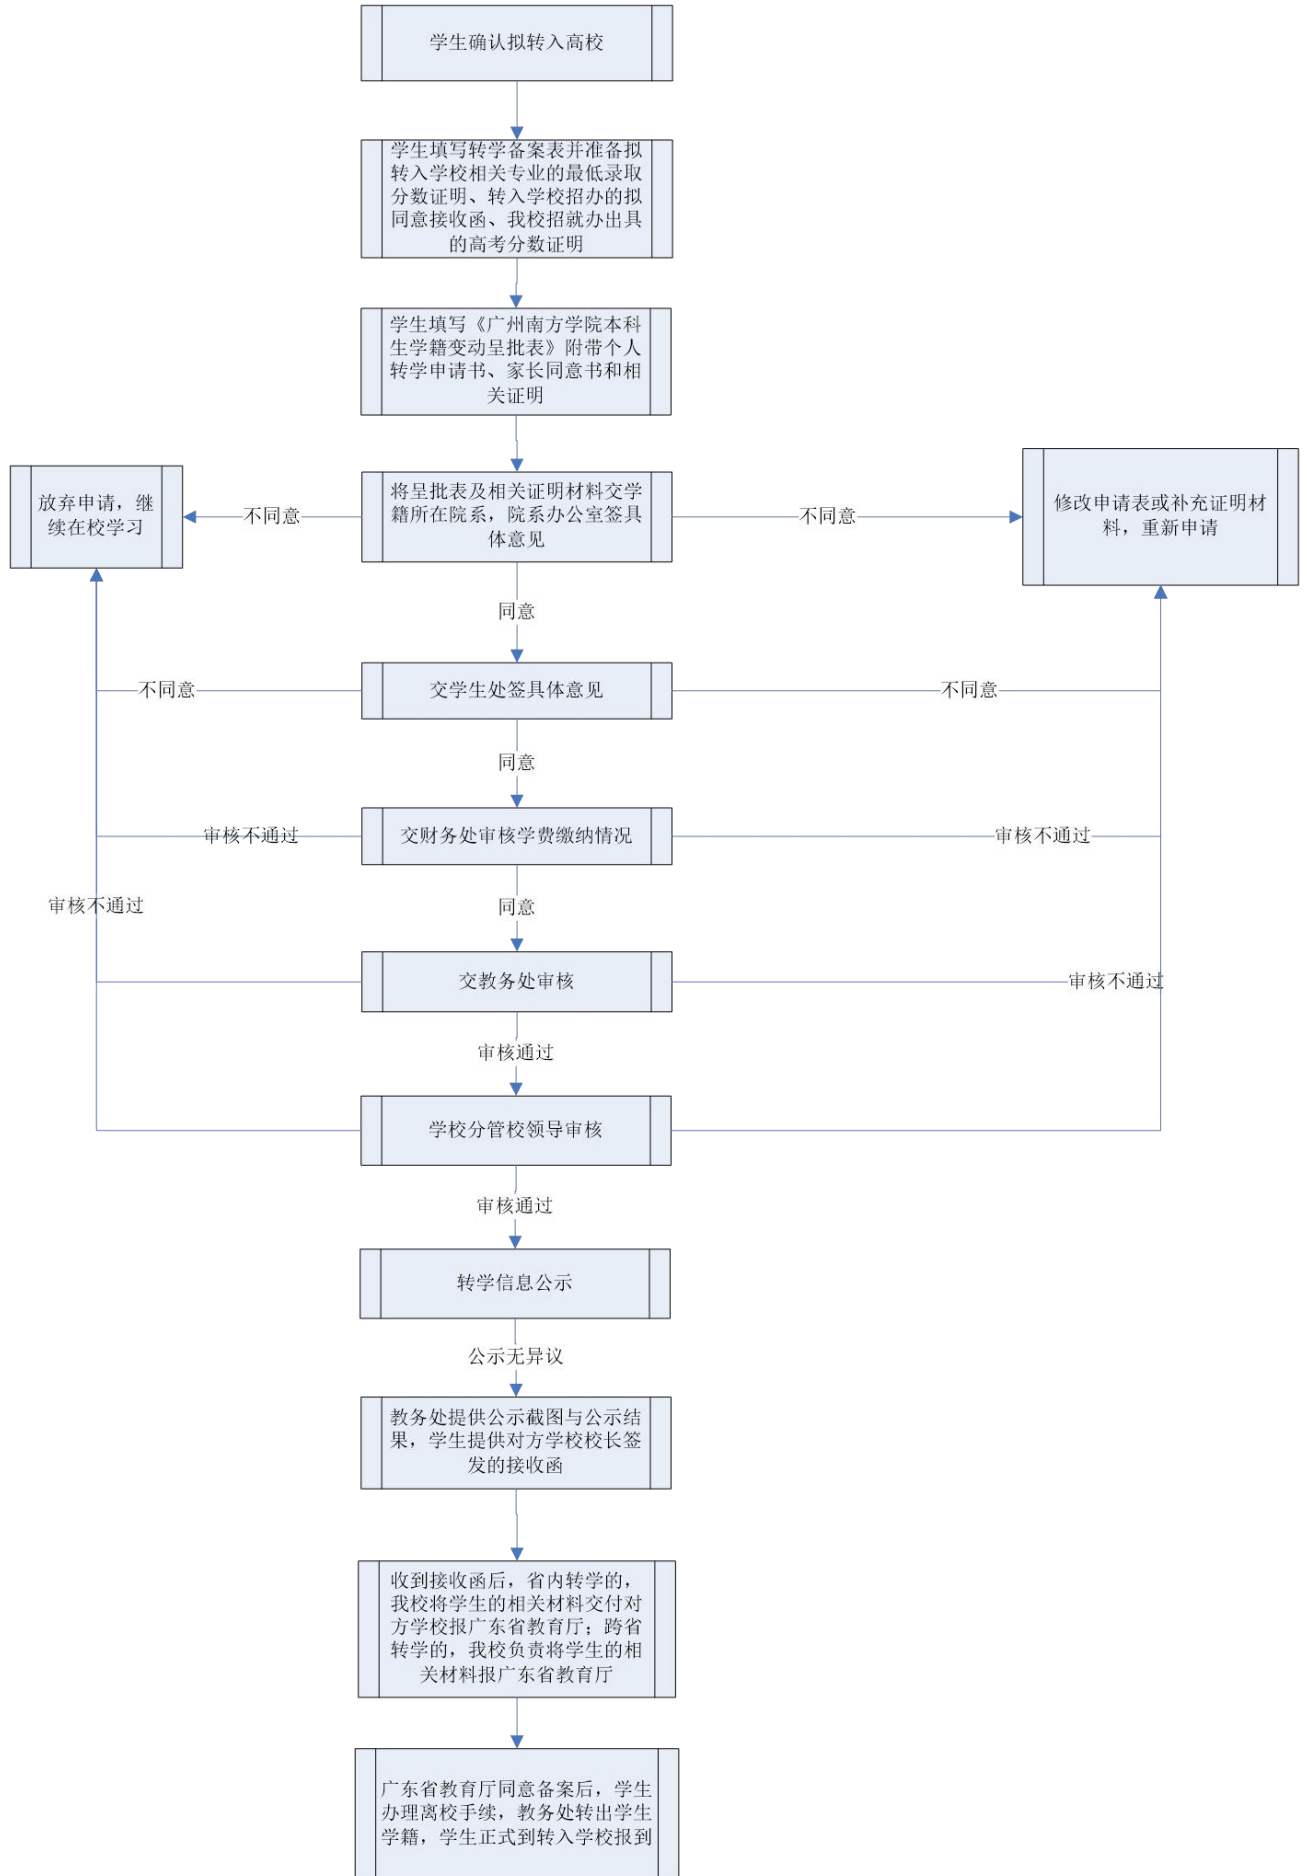 学生确认拟转入高校
学生填写转学备案表并准备拟
转入学校相关专业的最低录取
分数证明、转入学校招办的拟
同意接收函、我校招就办出具
的高考分数证明
学生填写《广州南方学院本科
生学籍变动呈批表》附带个人
转学申请书、家长同意书和相
关证明
放弃申请，继
续在校学习
不同意
将呈批表及相关证明材料交学
籍所在院系，院系办公室签具
体意见
不同意
修改申请表或补充证明材
料，重新申请
同意
不同意
交学生处签具体意见
不同意
同意
审核不通过
交财务处审核学费缴纳情况
审核不通过
审核不通过
同意
交教务处审核
审核不通过
审核通过
学校分管校领导审核
审核通过
转学信息公示
公示无异议
教务处提供公示截图与公示结
果，学生提供对方学校校长签
发的接收函
收到接收函后，省内转学的，
我校将学生的相关材料交付对
方学校报广东省教育厅；跨省
转学的，我校负责将学生的相
关材料报广东省教育厅
广东省教育厅同意备案后，学生
办理离校手续，教务处转出学生
学籍，学生正式到转入学校报到